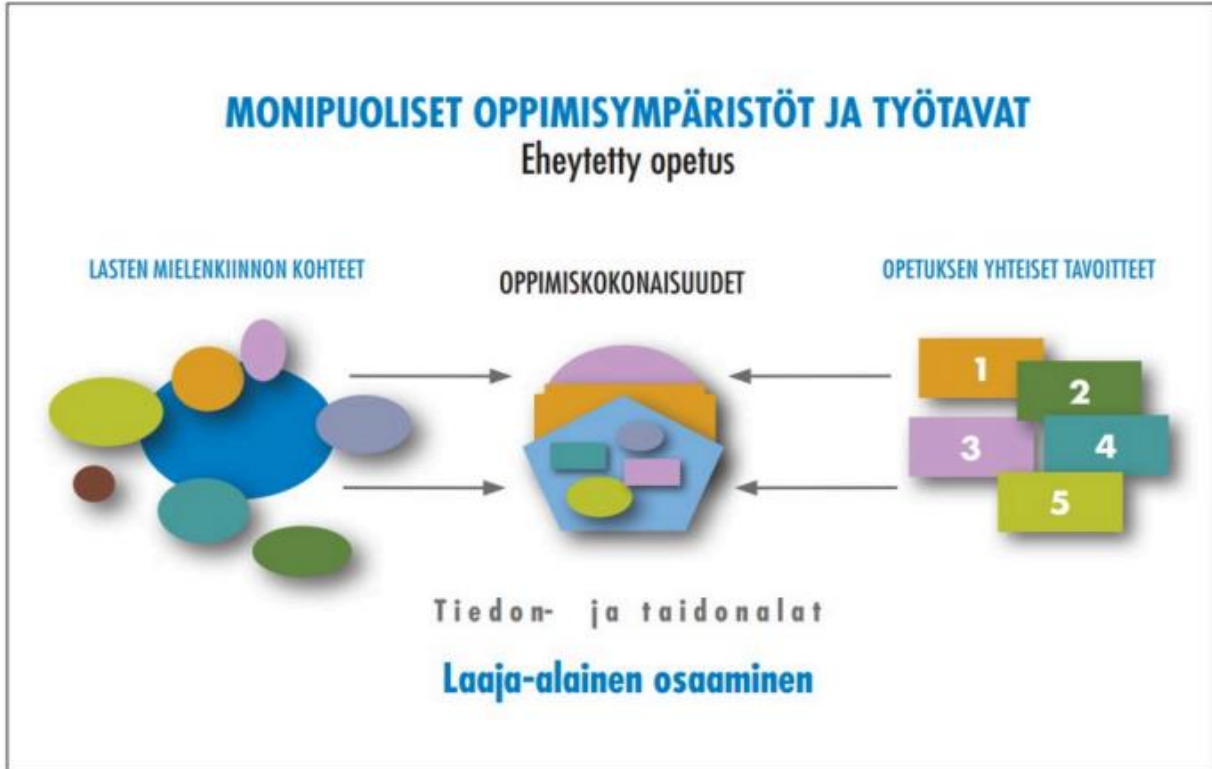 MONIPUOLISET OPPIMISYMPÄRISTÖT JA TYÖTAVAT
Eheytetty opetus
LASTEN MIELENKIINNON KOHTEET
OPPIMISKOKONAISUUDET
OPETUKSEN YHTEISET TAVOITTEET
1
2
3
4
5
Tiedon- ja taidonalat
Laaja-alainen osaaminen